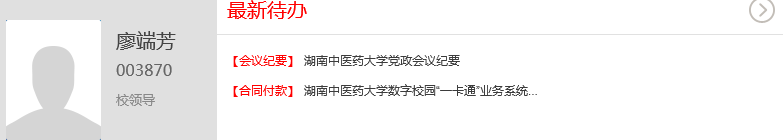 廖端芳
003870
校领导
最新待办
【会议纪要】 湖南中医药大学党政会议纪要
【合同付款】 湖南中医药大学数字校园“一卡通”业务系统...